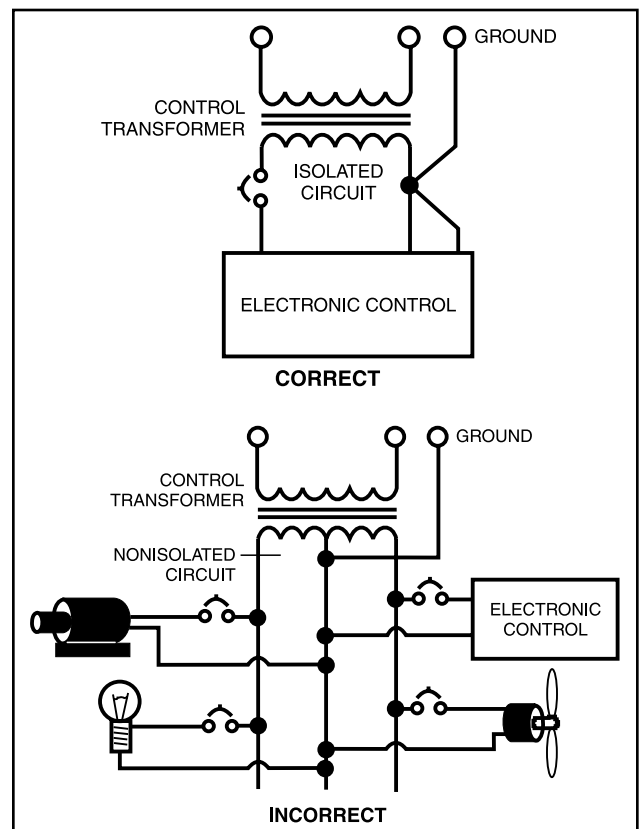 GROUND
CONTROL
TRANSFORMER
ISOLATED
CIRCUIT
ELECTRONIC CONTROL
CORRECT
GROUND
CONTROL
TRANSFORMER
NONISOLATED
CIRCUIT
ELECTRONIC
CONTROL
INCORRECT